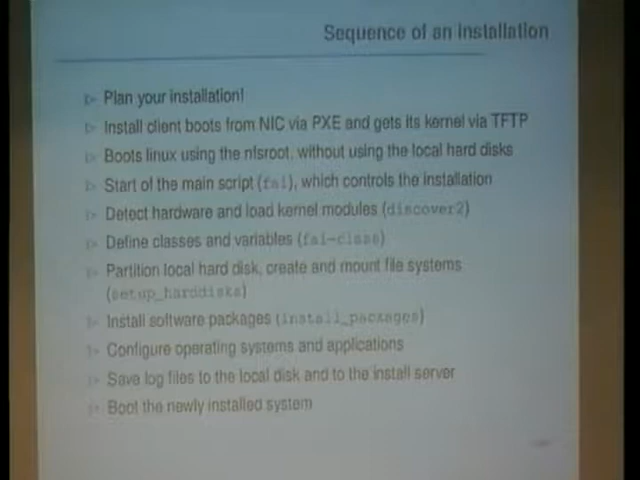 Sequence of an installation
Plan your installation!
Install client boots from NIC via PXE and gets its kernel via TFTP
Boots linux using the nfsroot, without using the local hard disks
Start of the main script (fai), which controls the installation
Detect hardware and load kernel modules (discover2)
Define classes and variables (fai-class)
Partition local hard disk, create and mount file systems
(setup_harddisks)
Install software packages (install_packages)
Configure operating systems and applications
Save log files to the local disk and to the install server
Boot the newly installed system